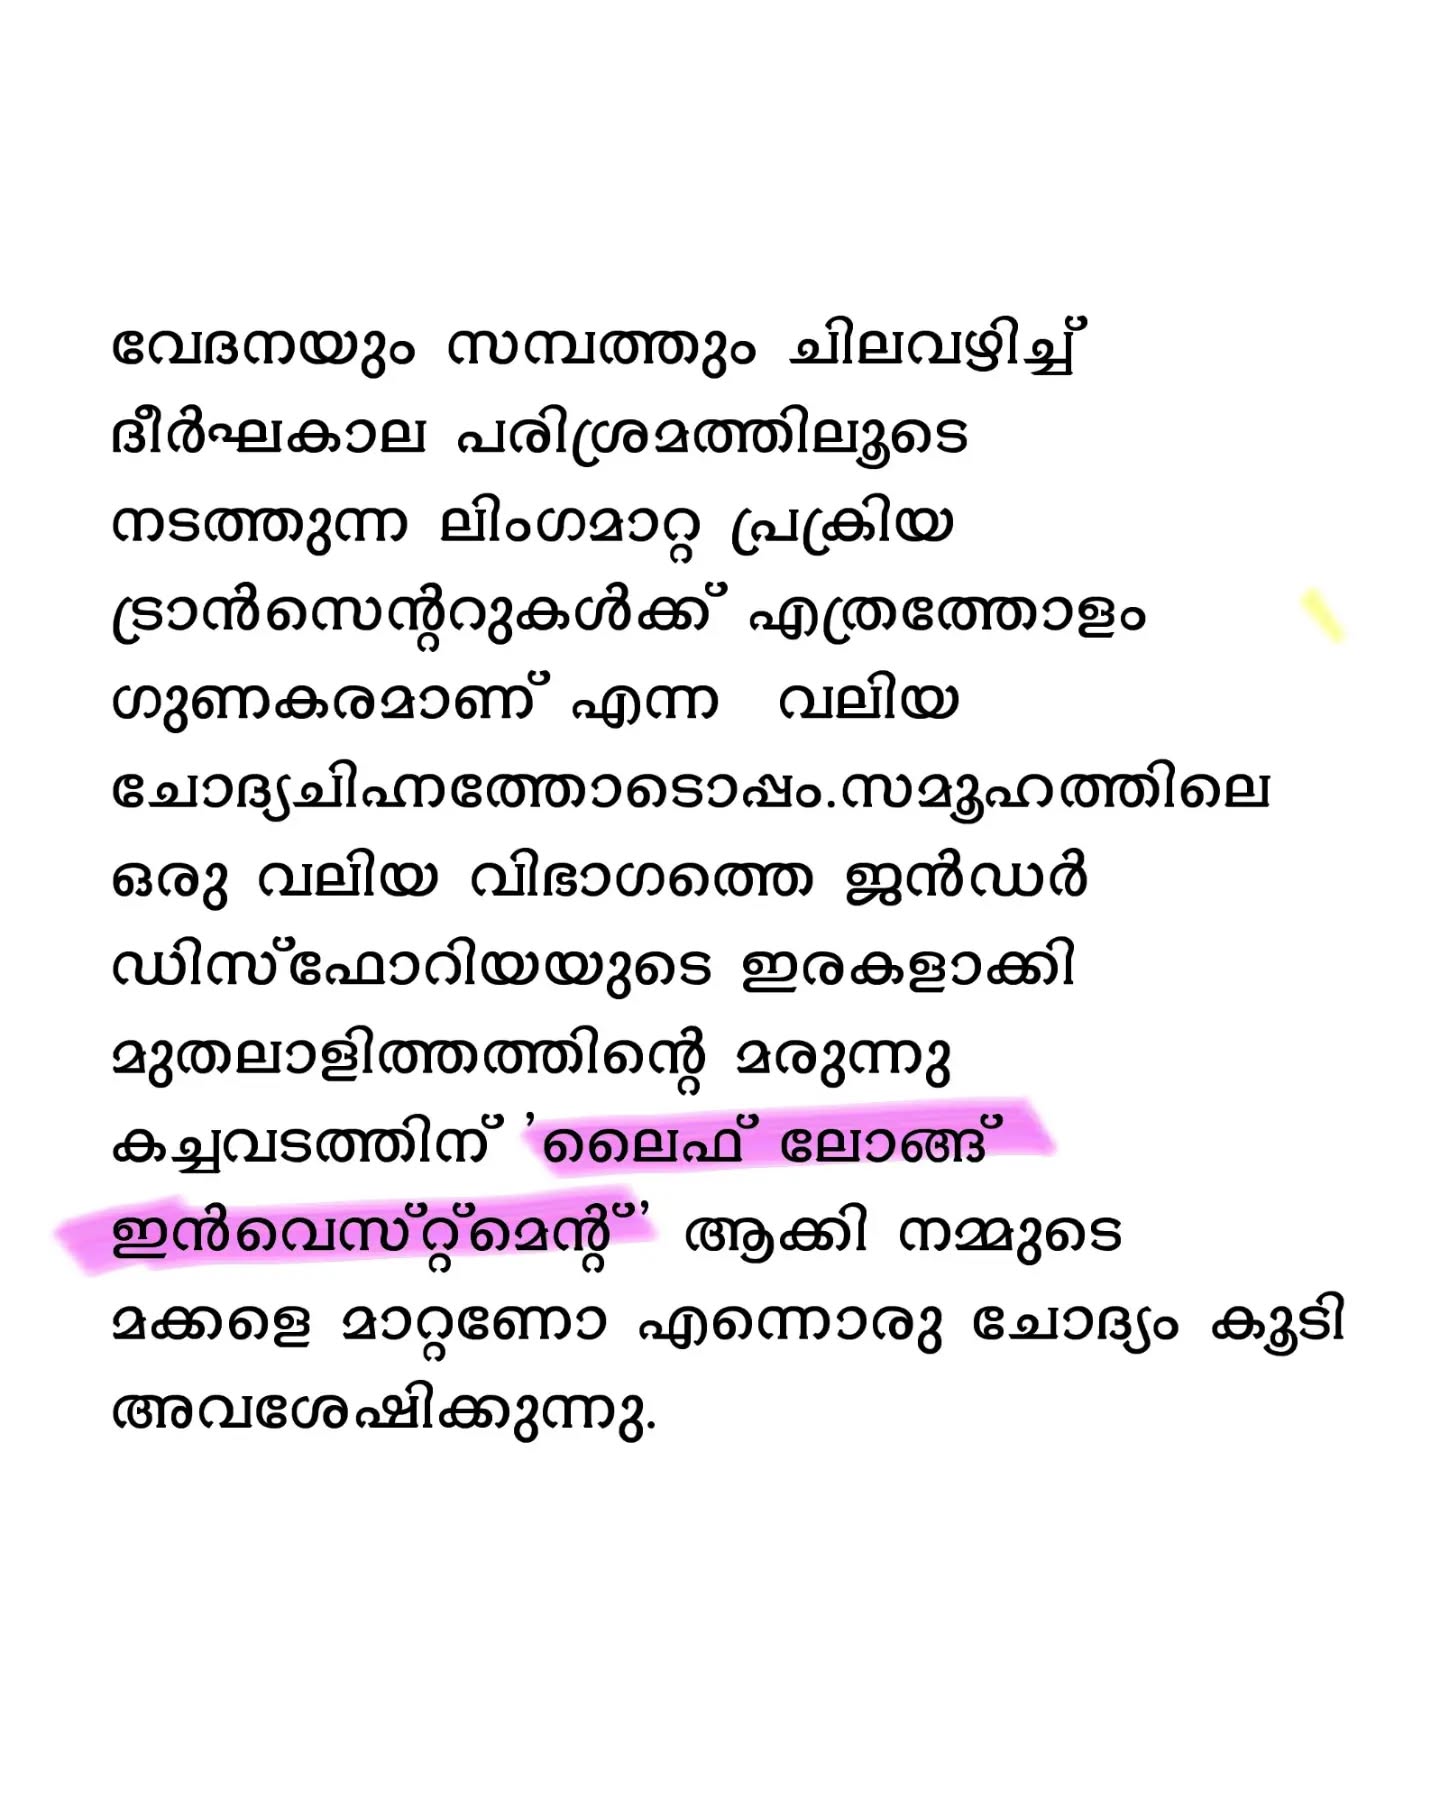 വേദനയും സമ്പത്തും ചിലവഴിച്ച്
ദീർഘകാല പരിശ്രമത്തിലൂടെ
നടത്തുന്ന ലിംഗമാറ്റ പ്രക്രിയ
ട്രാൻസെന്ററുകൾക്ക് എത്രത്തോളം
ഗുണകരമാണ് എന്ന വലിയ
ചോദ്യചിഹ്നത്തോടൊപ്പം.സമൂഹത്തിലെ
ഒരു വലിയ വിഭാഗത്തെ ജൻഡർ
ഡിസ്ഫോറിയയുടെ ഇരകളാക്കി
മുതലാളിത്തത്തിന്റെ മരുന്നു
കച്ചവടത്തിന് 'ലൈഫ് ലോങ്ങ്
ഇൻവെസ്റ്റ്മെന്റ്' ആക്കി നമ്മുടെ
മക്കളെ മാറ്റണോ എന്നൊരു ചോദ്യം കൂടി
അവശേഷിക്കുന്നു.